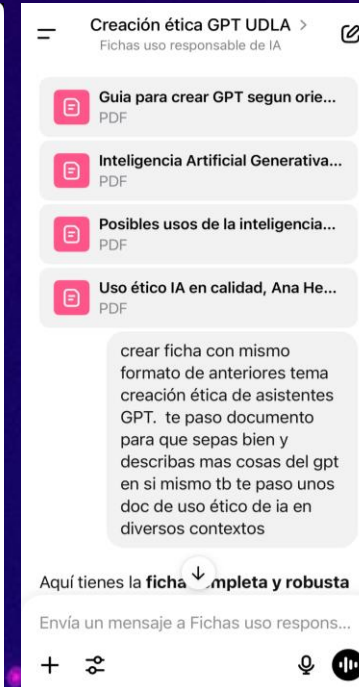 Creación ética GPT UDLA >
Fichas uso responsable de IA
Guia para crear GPT segun orie...
PDF
Inteligencia Artificial Generativa...
PDF
Posibles usos de la inteligencia...
PDF
Uso ético IA en calidad, Ana He...
PDF
crear ficha con mismo
formato de anteriores tema
creación ética de asistentes
GPT. te paso documento
para que sepas bien y
describas mas cosas del gpt
en si mismo tb te paso unos
doc de uso ético de ia en
diversos contextos
Aquí tienes la ficha y robusta
Envía un mensaje a Fichas uso respons...